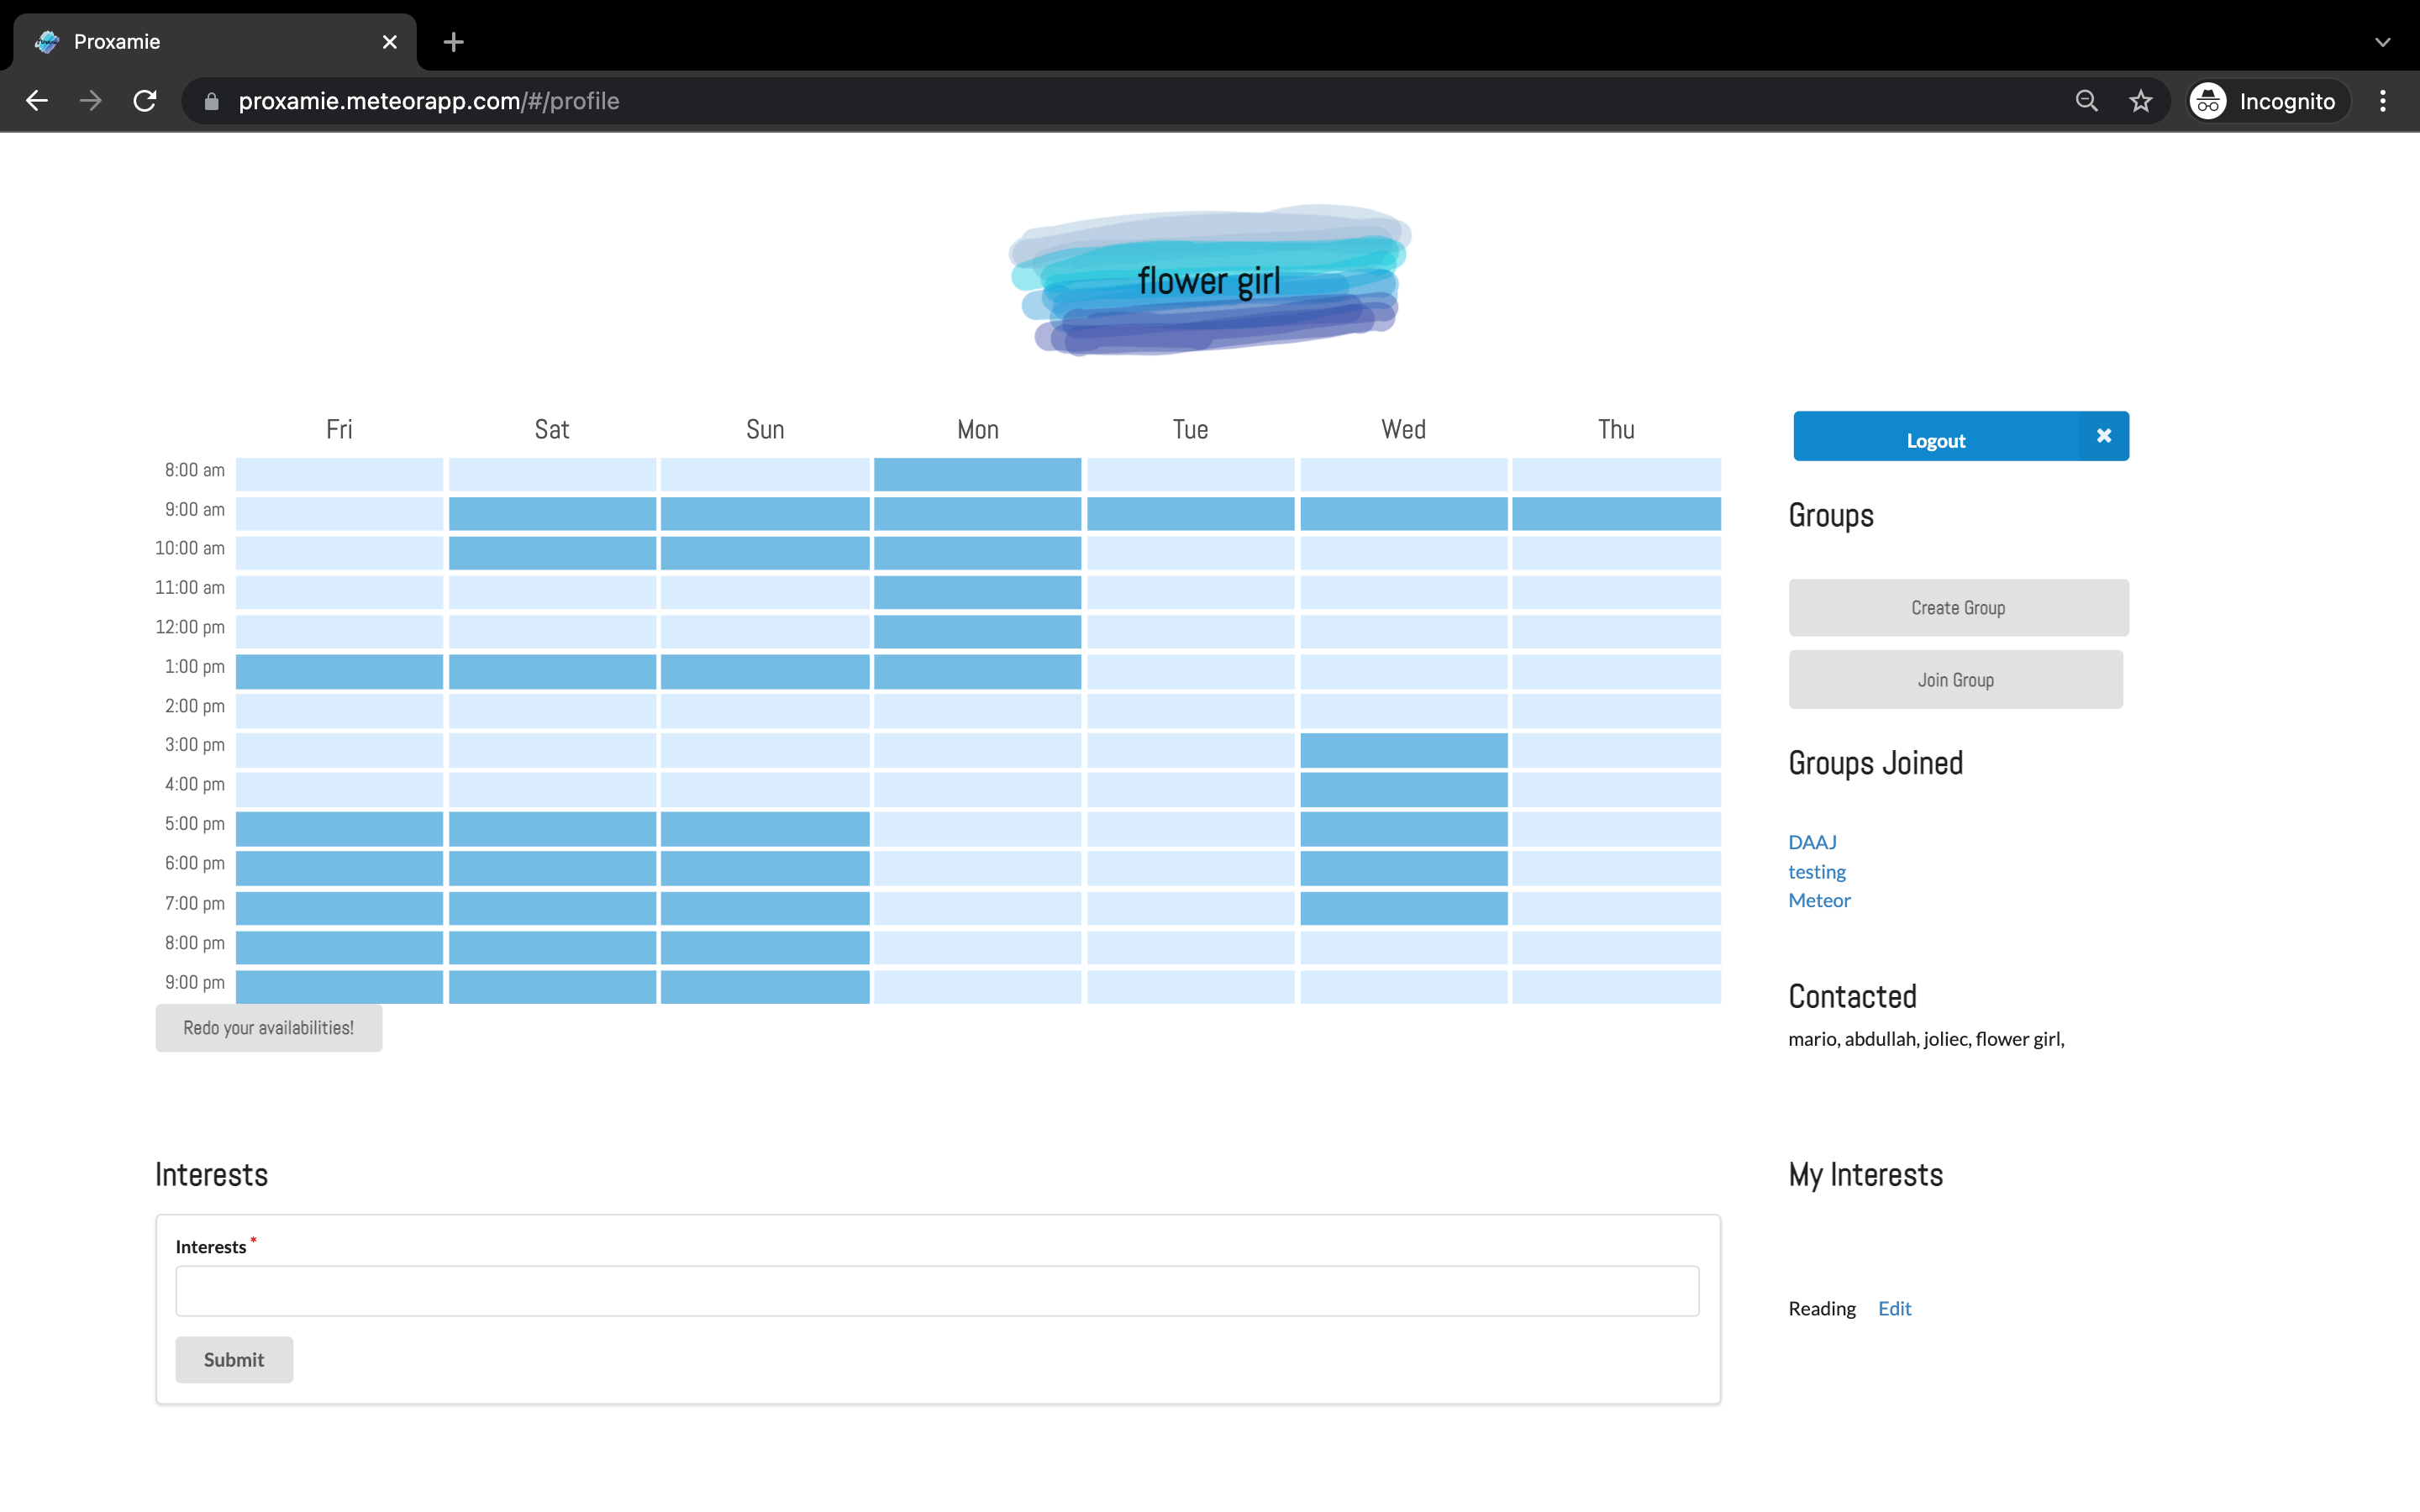 Proxamie
proxamie.meteorapp.com/#/profile
Incognito
flower girl
Fri Sat Sun Mon Tue Wed Thu
8:00 am
9:00 am
10:00 am
11:00 am
12:00 pm
1:00 pm
2:00 pm
3:00 pm
4:00 pm
5:00 pm
6:00 pm
7:00 pm
8:00 pm
9:00 pm
Redo your availabilities!
Logout
Groups
Create Group
Join Group
Groups Joined
DAAJ
testing
Meteor
Contacted
mario, abdullah, joliec, flower girl,
Interests
Interests *
Submit
My Interests
Reading Edit